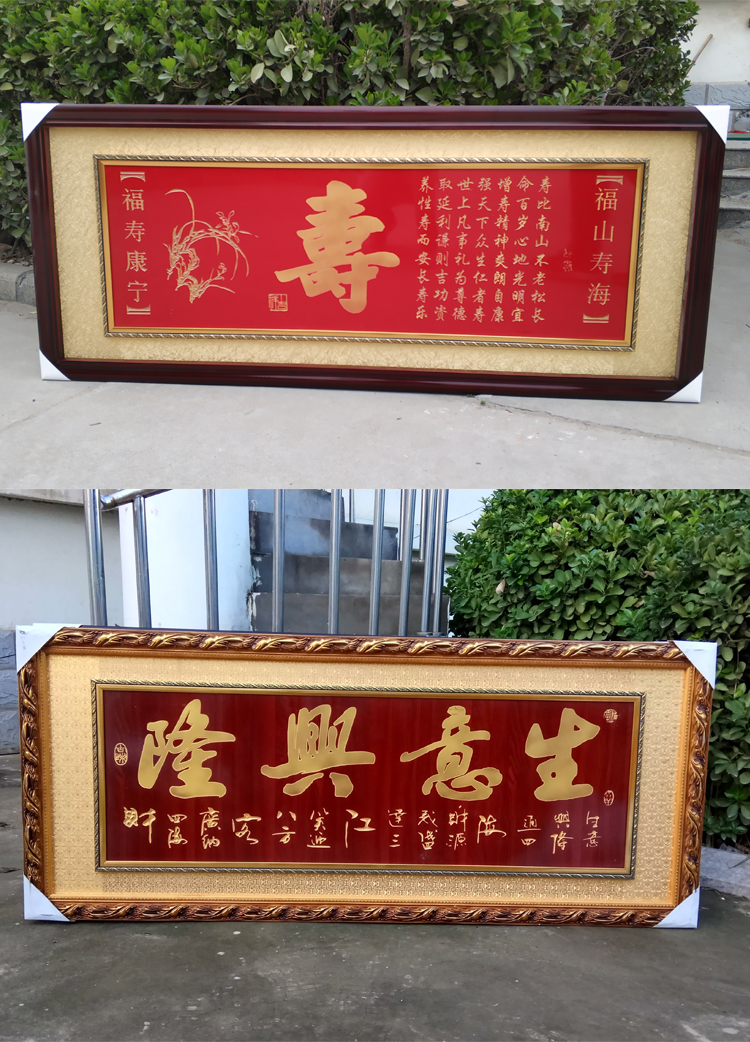 【福山寿海】
寿比南山不老松长
命百岁心地光明宜
增寿精神爽朗自康
强天下众生仁者寿
世上凡事礼为尊德
取延利谦则吉功资
养性寿而安长寿乐
壽
【福寿康宁】
生意興隆
生意
興隆
通四
海
財源
茂盛
達三
江
笑迎
八方
客
廣纳
四海
財